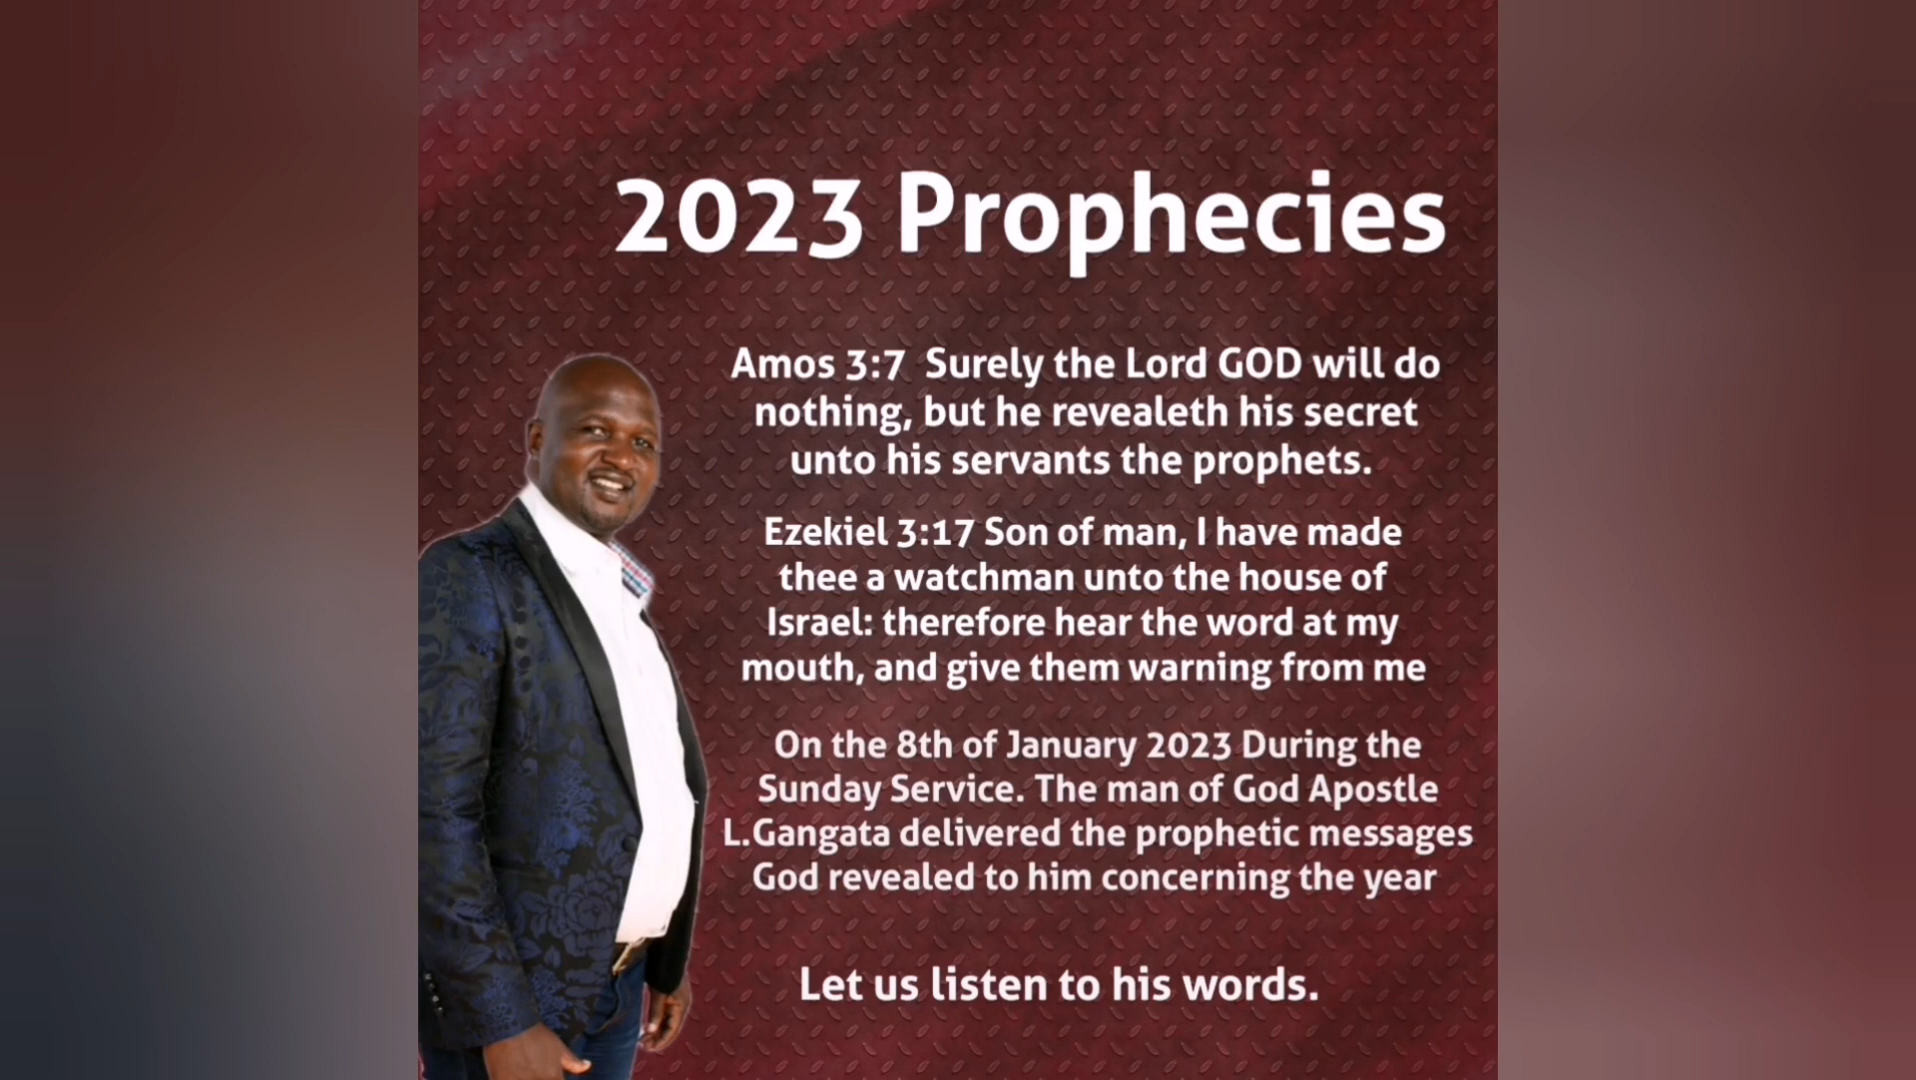 2023 Prophecies
Amos 3:7 Surely the Lord GOD will do
nothing, but he revealeth his secret
unto his servants the prophets.
Ezekiel 3:17 Son of man, I have made
thee a watchman unto the house of
Israel: therefore hear the word at my
mouth, and give them warning from me
On the 8th of January 2023 During the
Sunday Service. The man of God Apostle
L.Gangata delivered the prophetic messages
God revealed to him concerning the year
Let us listen to his words.